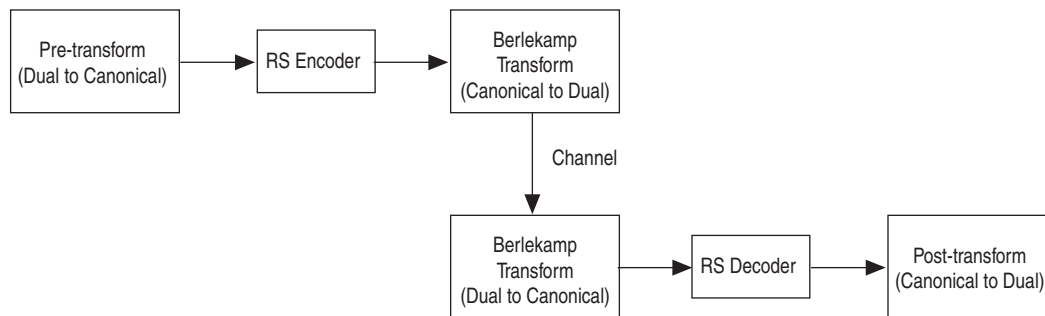 Pre-transform
(Dual to Canonical)
RS Encoder
Berlekamp
Transform
(Canonical to Dual)
Channel
Berlekamp
Transform
(Dual to Canonical)
RS Decoder
Post-transform
(Canonical to Dual)